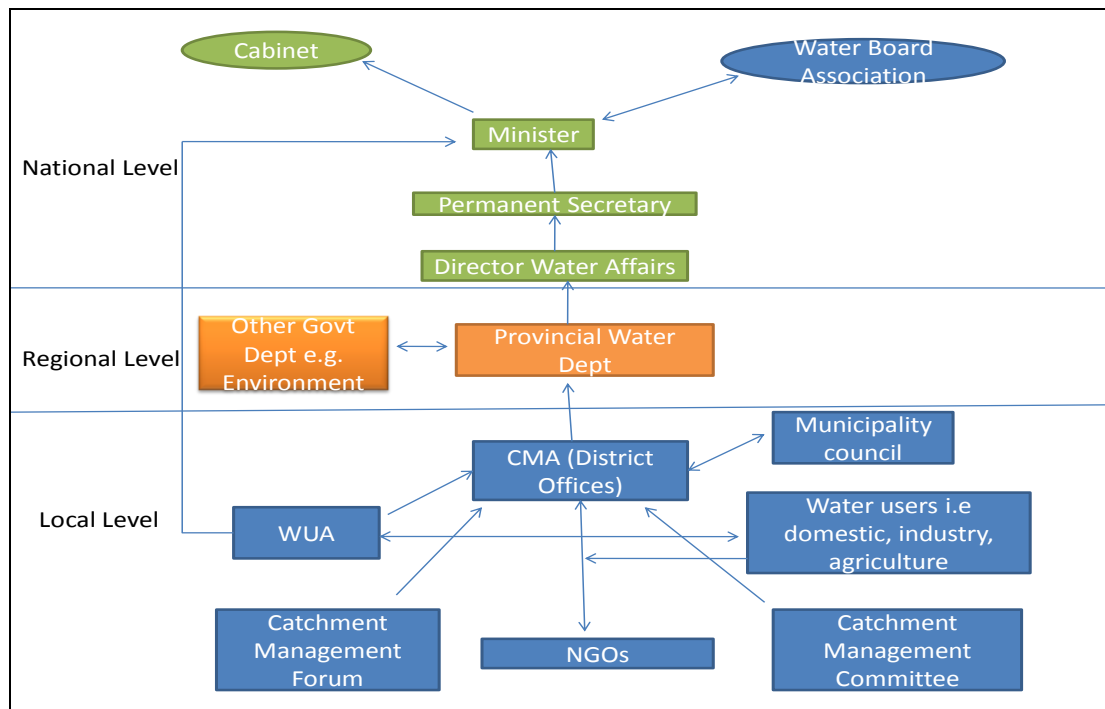 Cabinet
Water Board
Association
Minister
National Level
Permanent Secretary
Director Water Affairs
Other Govt
Dept e.g.
Environment
Provincial Water
Dept
Regional Level
Municipality
council
CMA (District
Offices)
Local Level
WUA
Water users i.e
domestic, industry,
agriculture
Catchment
Management
Forum
NGOs
Catchment
Management
Committee